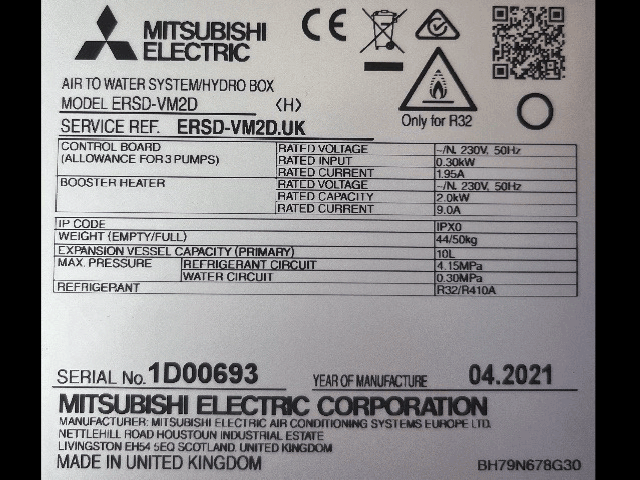 MITSUBISHI
ELECTRIC
CE
AIR TO WATER SYSTEM/HYDRO BOX
MODEL ERSD-VM2D <H>
Only for R32
SERVICE REF. ERSD-VM2D.UK
CONTROL BOARD RATED VOLTAGE ~/N, 230V, 50Hz
(ALLOWANCE FOR 3 PUMPS) RATED INPUT 0.30kW
RATED CURRENT 1.95A
BOOSTER HEATER RATED VOLTAGE ~/N, 230V, 50Hz
RATED CAPACITY 2.0kW
RATED CURRENT 9.0A
IP CODE IPX0
WEIGHT (EMPTY/FULL) 44/50kg
EXPANSION VESSEL CAPACITY (PRIMARY) 10L
MAX. PRESSURE REFRIGERANT CIRCUIT 4.15MPa
WATER CIRCUIT 0.30MPa
REFRIGERANT R32/R410A
SERIAL No. 1D00693 YEAR OF MANUFACTURE 04.2021
MITSUBISHI ELECTRIC CORPORATION
MANUFACTURER: MITSUBISHI ELECTRIC AIR CONDITIONING SYSTEMS EUROPE LTD.
NETTLEHILL ROAD HOUSTOUN INDUSTRIAL ESTATE
LIVINGSTON EH54 5EQ SCOTLAND, UNITED KINGDOM
MADE IN UNITED KINGDOM BH79N678G30